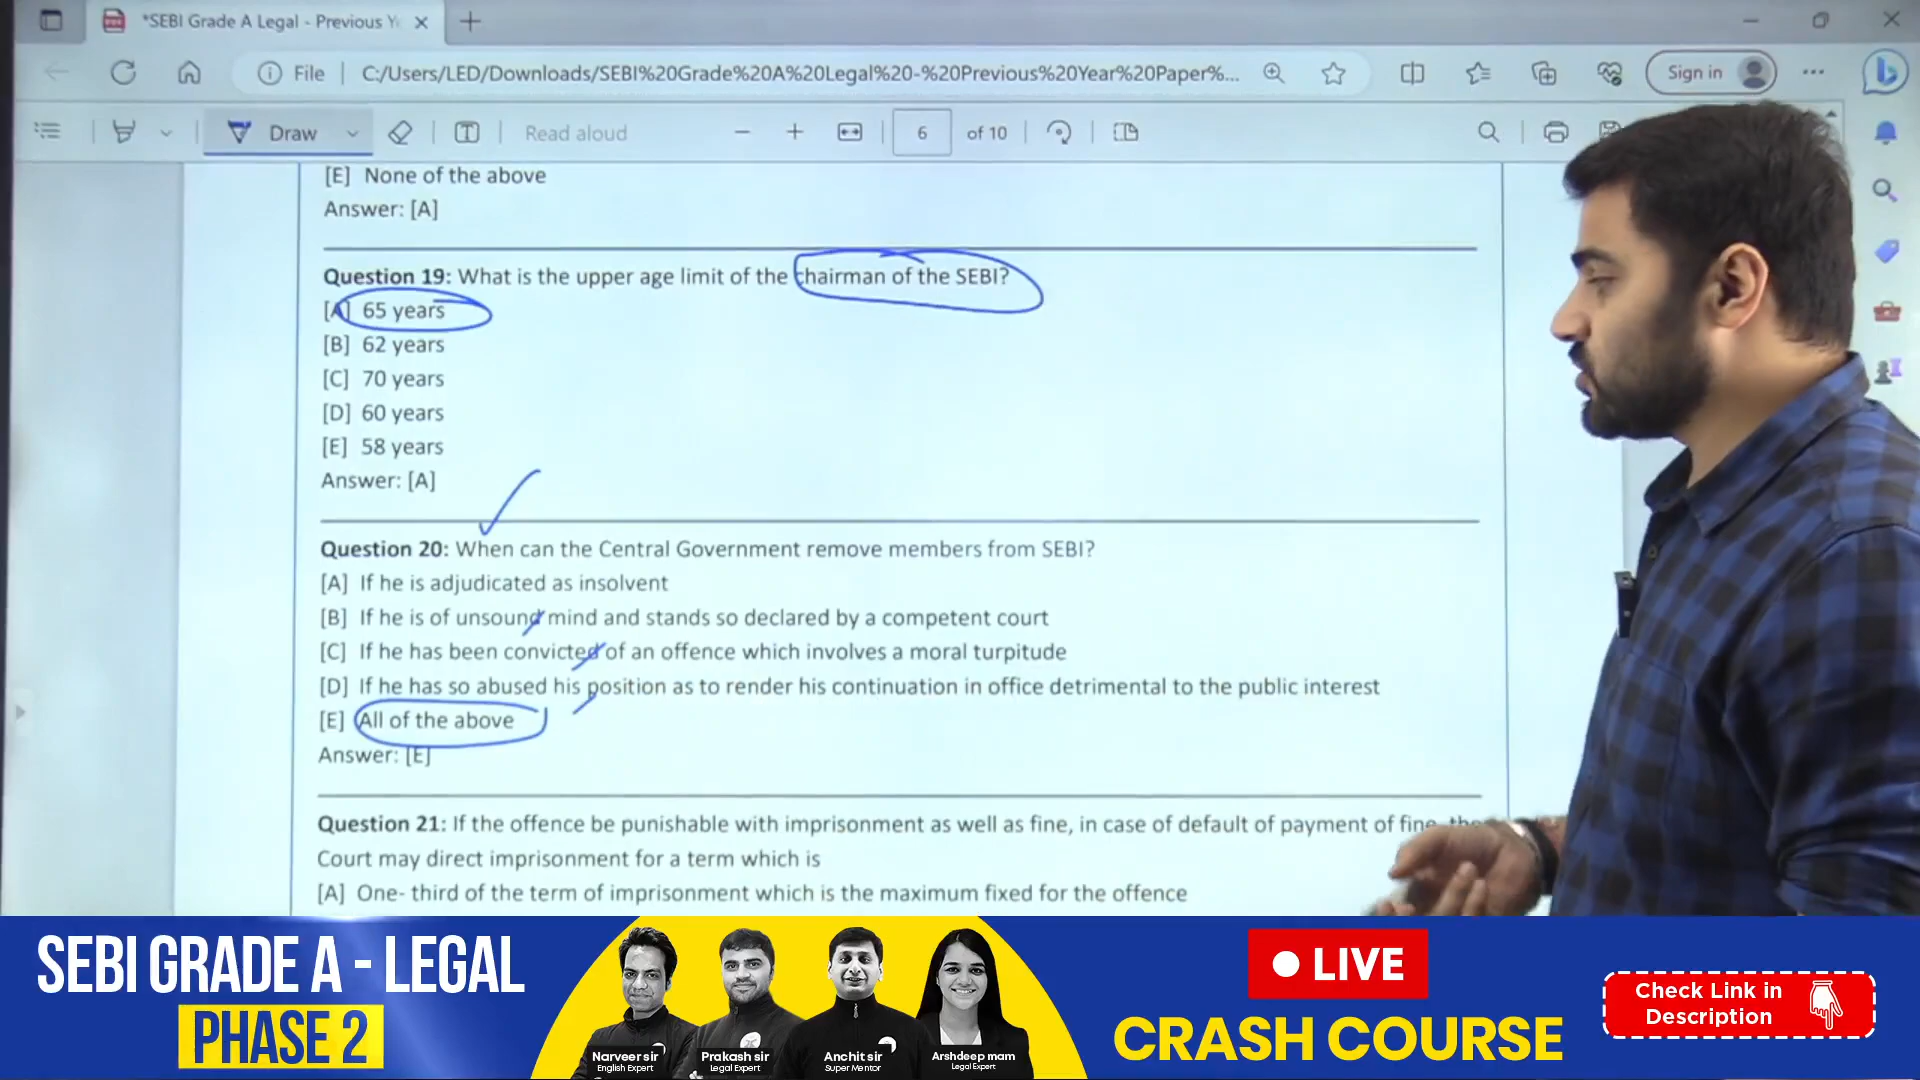 *SEBI Grade A Legal - Previous Y
File
C:/Users/LED/Downloads/SEBI%20Grade%20A%20Legal%20-%20Previous%20Year%20Paper%...
Sign in
Draw
Read aloud
6 of 10
[E] None of the above
Answer: [A]
Question 19: What is the upper age limit of the chairman of the SEBI?
[A] 65 years
[B] 62 years
[C] 70 years
[D] 60 years
[E] 58 years
Answer: [A]
Question 20: When can the Central Government remove members from SEBI?
[A] If he is adjudicated as insolvent
[B] If he is of unsound mind and stands so declared by a competent court
[C] If he has been convicted of an offence which involves a moral turpitude
[D] If he has so abused his position as to render his continuation in office detrimental to the public interest
[E] All of the above
Answer: [E]
Question 21: If the offence be punishable with imprisonment as well as fine, in case of default of payment of fine, the
Court may direct imprisonment for a term which is
[A] One- third of the term of imprisonment which is the maximum fixed for the offence
SEBI GRADE A - LEGAL
PHASE 2
Narveer sir
English Expert
Prakash sir
Legal Expert
Anchit sir
Super Mentor
Arshdeep mam
Legal Expert
LIVE
CRASH COURSE
Check Link in
Description